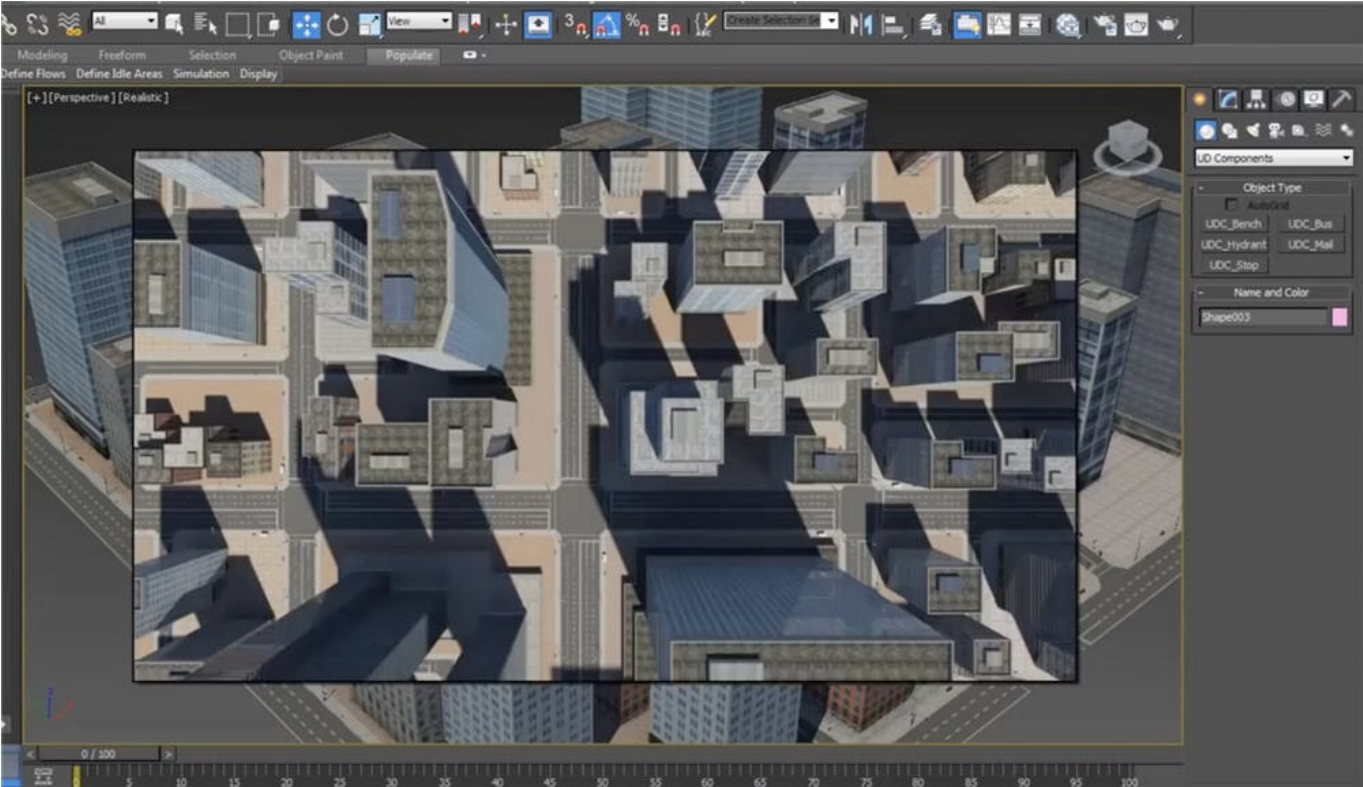 All
View
3
%
Create Selection Se
Modeling Freeform Selection Object Paint Populate
Define Flows Define Idle Areas Simulation Display
[+][Perspective][Realistic]
UD Components
- Object Type
AutoGrid
UDC_Bench UDC_Bus
UDC_Hydrant UDC_Mail
UDC_Stop
- Name and Color
Shape003
< 0 / 100 >
0 5 10 15 20 25 30 35 40 45 50 55 60 65 70 75 80 85 90 95 100